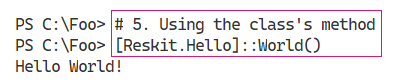 PS C:\Foo> # 5. Using the class's method
PS C:\Foo> [Reskit.Hello]::World()
Hello World!